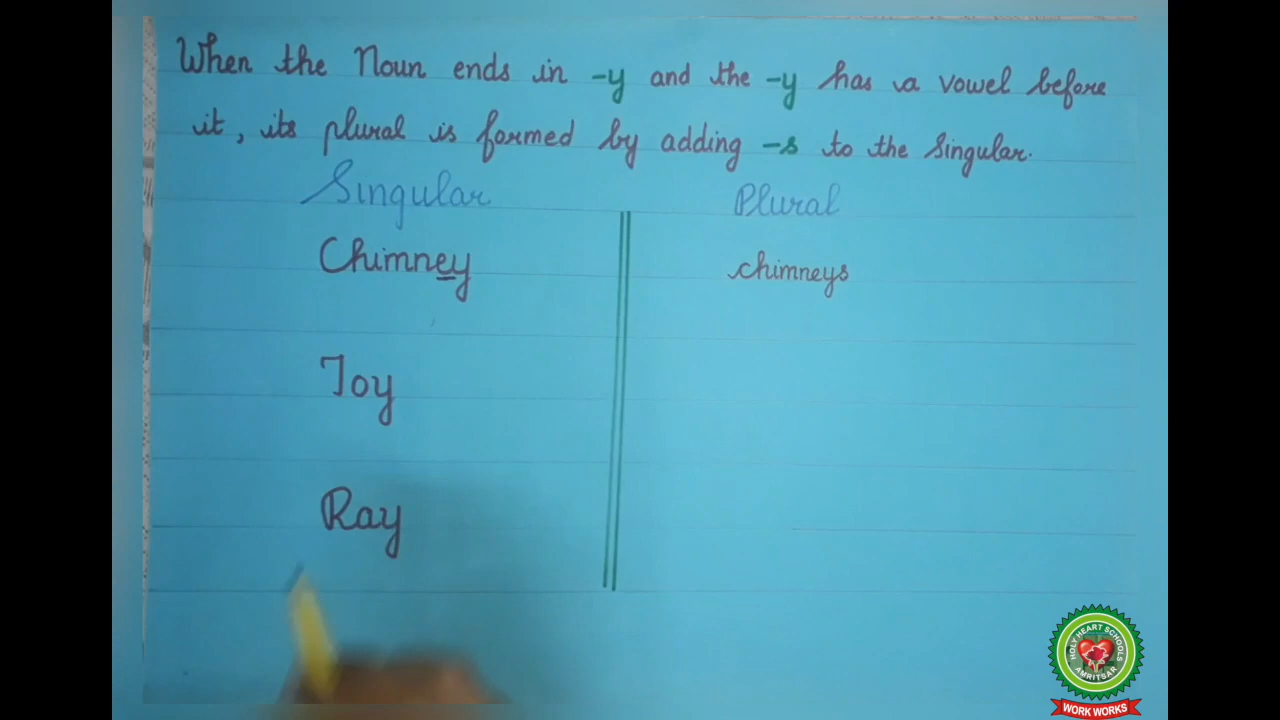 When the Noun ends in -y and the -y has a vowel before
it, its plural is formed by adding -s to the Singular.
Singular Plural
Chimney chimneys
Toy
Ray
HOLY HEART SCHOOLS
AMRITSAR
WORK WORKS